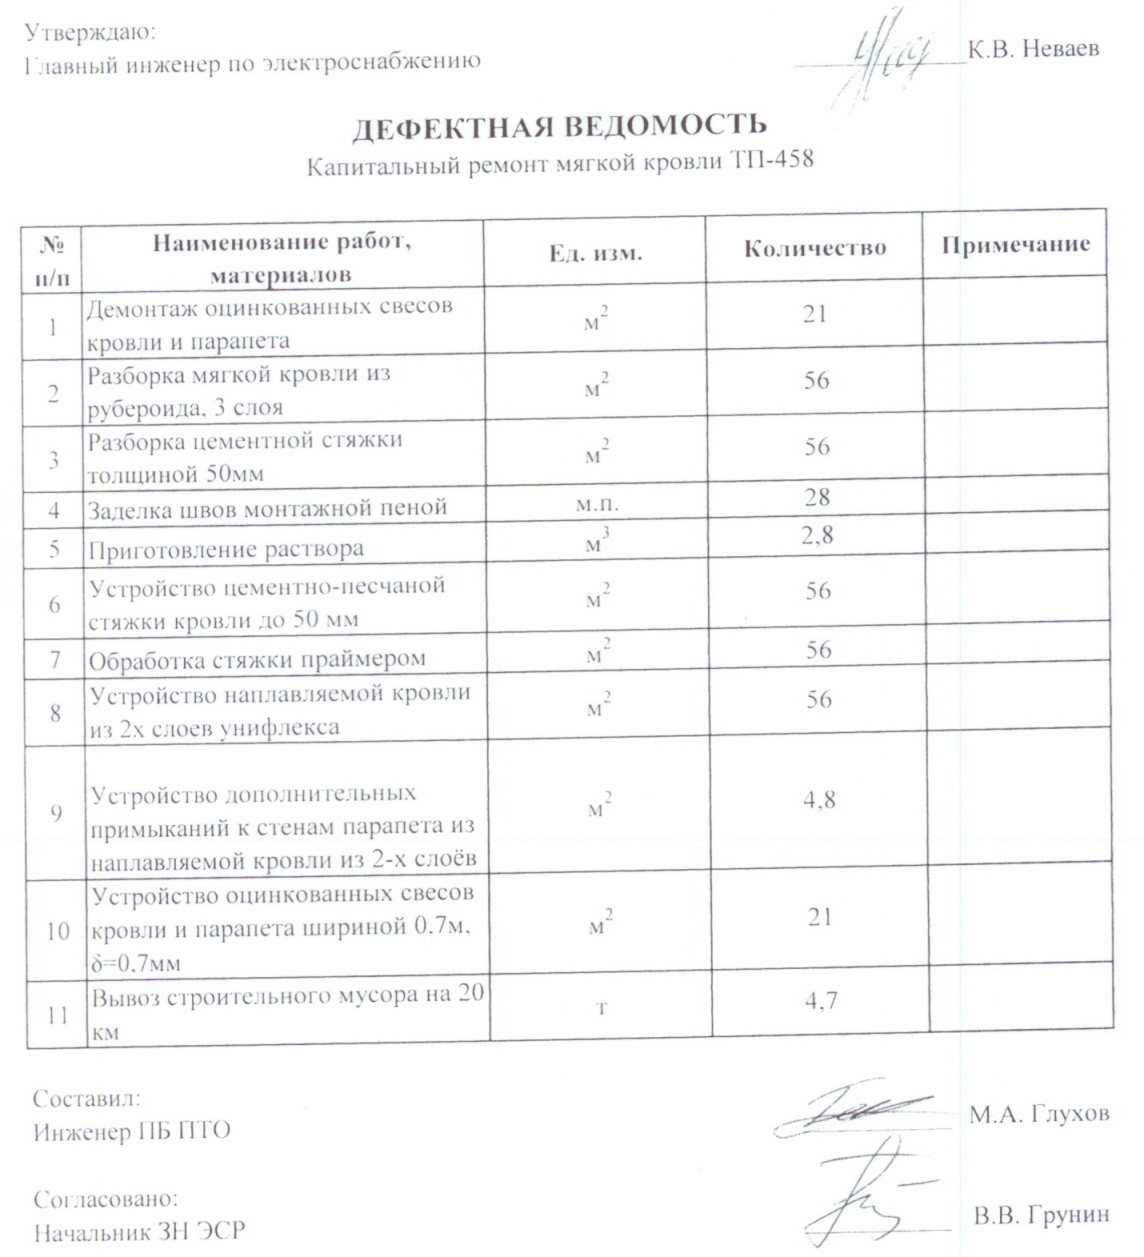 Утверждаю:
Главный инженер по электроснабжению
К.В. Неваев
ДЕФЕКТНАЯ ВЕДОМОСТЬ
Капитальный ремонт мягкой кровли ТП-458
№ п/п
Наименование работ, материалов
Ед. изм.
Количество
Примечание
1
Демонтаж оцинкованных свесов
кровли и парапета
м²
21
2
Разборка мягкой кровли из
рубероида, 3 слоя
м²
56
3
Разборка цементной стяжки
толщиной 50мм
м²
56
4
Заделка швов монтажной пеной
м.п.
28
5
Приготовление раствора
м³
2,8
6
Устройство цементно-песчаной
стяжки кровли до 50 мм
м²
56
7
Обработка стяжки праймером
м²
56
8
Устройство наплавляемой кровли
из 2х слоев унифлекса
м²
56
9
Устройство дополнительных
примыканий к стенам парапета из
наплавляемой кровли из 2-х слоёв
м²
4,8
10
Устройство оцинкованных свесов
кровли и парапета шириной 0,7м,
δ=0,7мм
м²
21
11
Вывоз строительного мусора на 20
км
т
4,7
Составил:
Инженер ПБ ПТО
М.А. Глухов
Согласовано:
Начальник ЗН ЭСР
В.В. Грунин